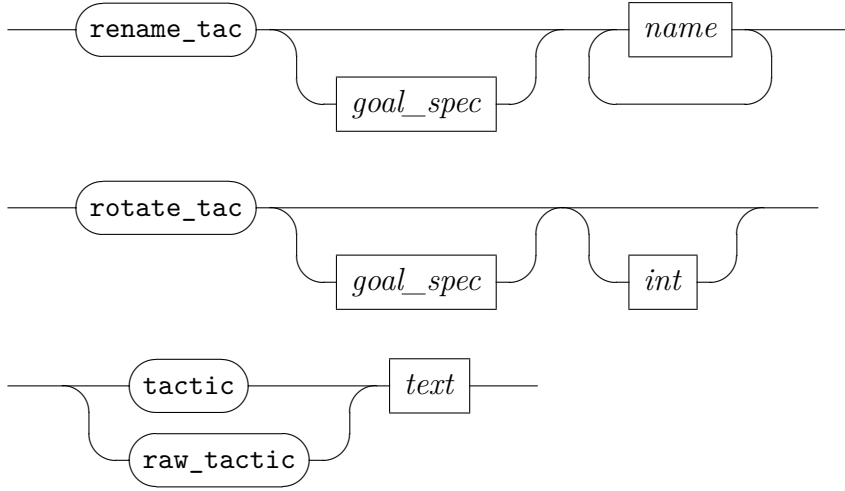 rename_tac name
goal_spec
rotate_tac
goal_spec int
tactic text
raw_tactic